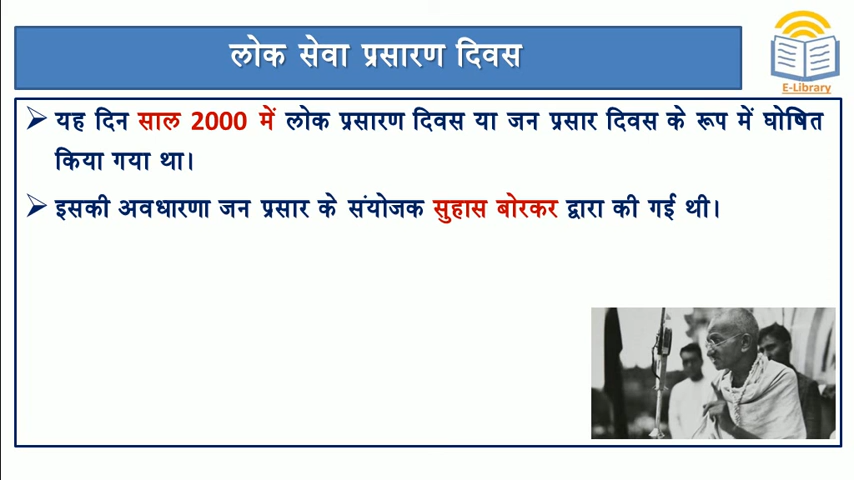 लोक सेवा प्रसारण दिवस
E-Library
यह दिन साल 2000 में लोक प्रसारण दिवस या जन प्रसार दिवस के रूप में घोषित
किया गया था।
इसकी अवधारणा जन प्रसार के संयोजक सुहास बोरकर द्वारा की गई थी।